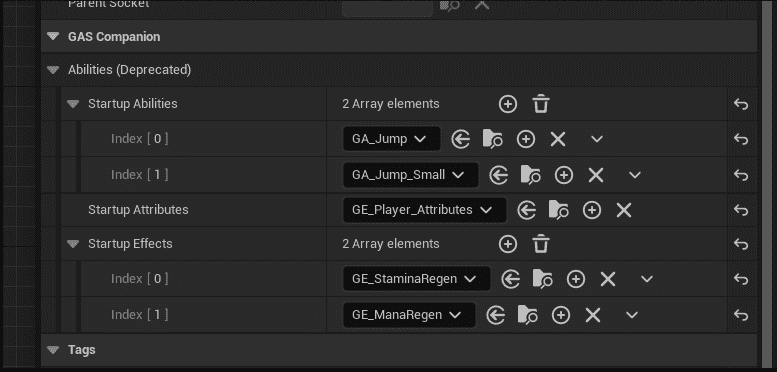 Parent Socket
GAS Companion
Abilities (Deprecated)
Startup Abilities 2 Array elements
Index [ 0 ] GA_Jump
Index [ 1 ] GA_Jump_Small
Startup Attributes GE_Player_Attributes
Startup Effects 2 Array elements
Index [ 0 ] GE_StaminaRegen
Index [ 1 ] GE_ManaRegen
Tags